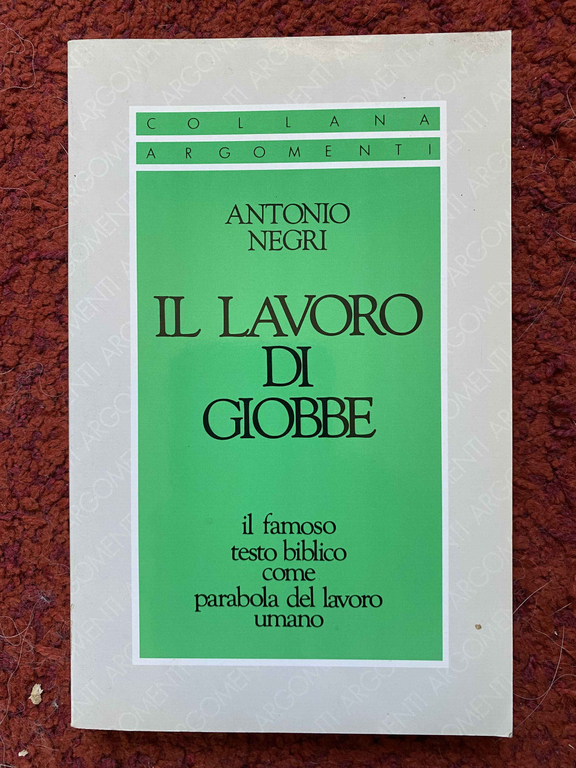 COLLANA
ARGOMENTI
ANTONIO
NEGRI
IL LAVORO
DI
GIOBBE
il famoso
testo biblico
come
parabola del lavoro
umano